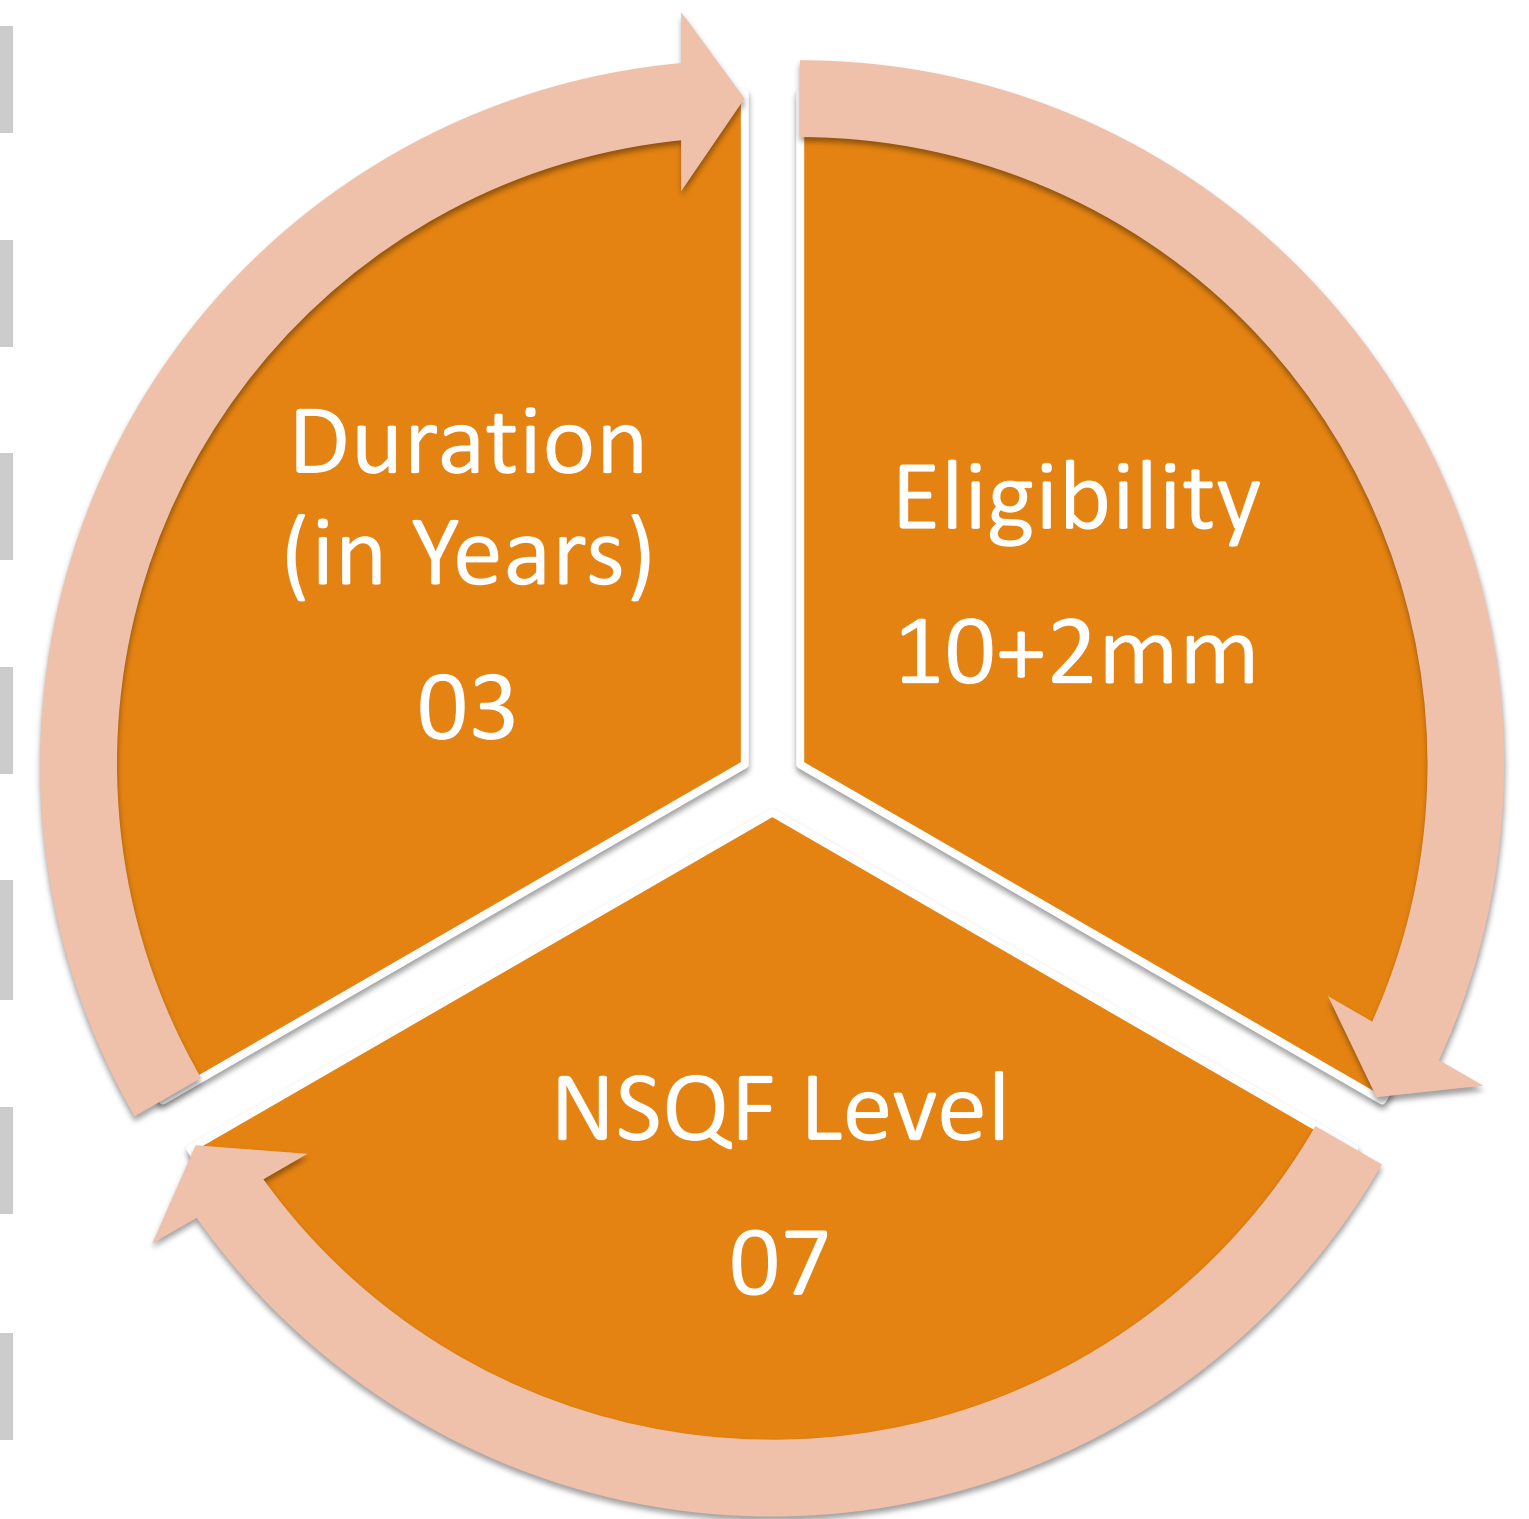 Duration
(in Years)
03
Eligibility
10+2mm
NSQF Level
07